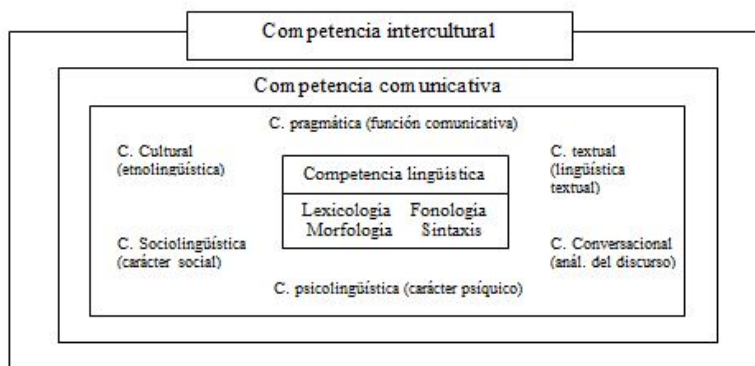 Competencia intercultural
Competencia comunicativa
C. pragmática (función comunicativa)
C. Cultural
(etnolingüística)
C. textual
(lingüística
textual)
Competencia lingüística
Lexicología Fonología
Morfología Sintaxis
C. Sociolingüística
(carácter social)
C. Conversacional
(anál. del discurso)
C. psicolingüística (carácter psíquico)